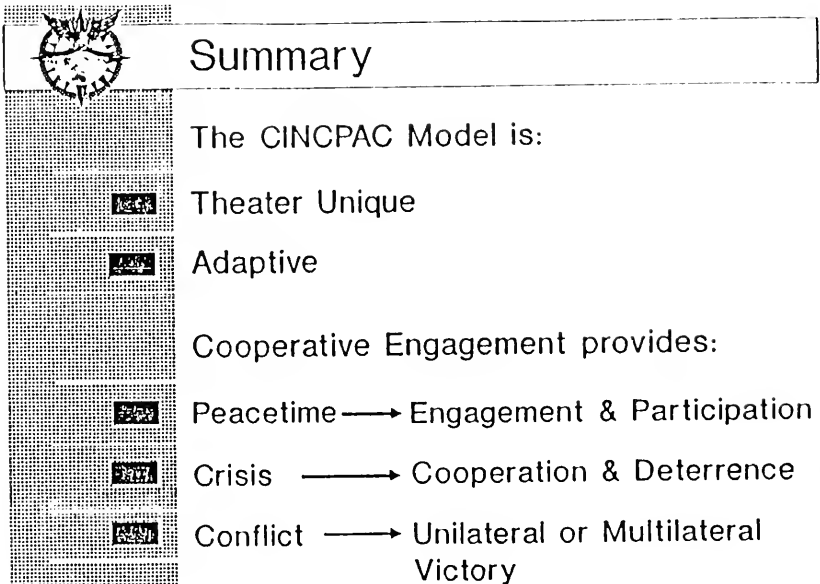 Summary
The CINCPAC Model is:
Theater Unique
Adaptive
Cooperative Engagement provides:
Peacetime → Engagement & Participation
Crisis → Cooperation & Deterrence
Conflict → Unilateral or Multilateral
Victory